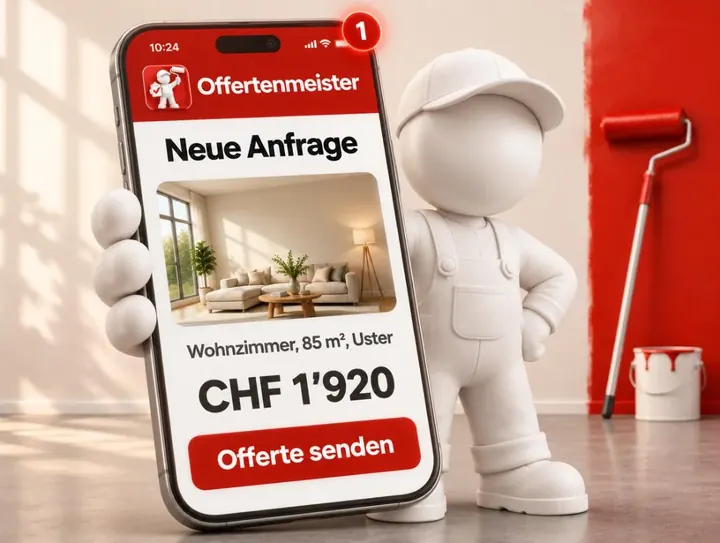 1
10:24
Offertenmeister
Neue Anfrage
Wohnzimmer, 85 m², Uster
CHF 1’920
Offerte senden